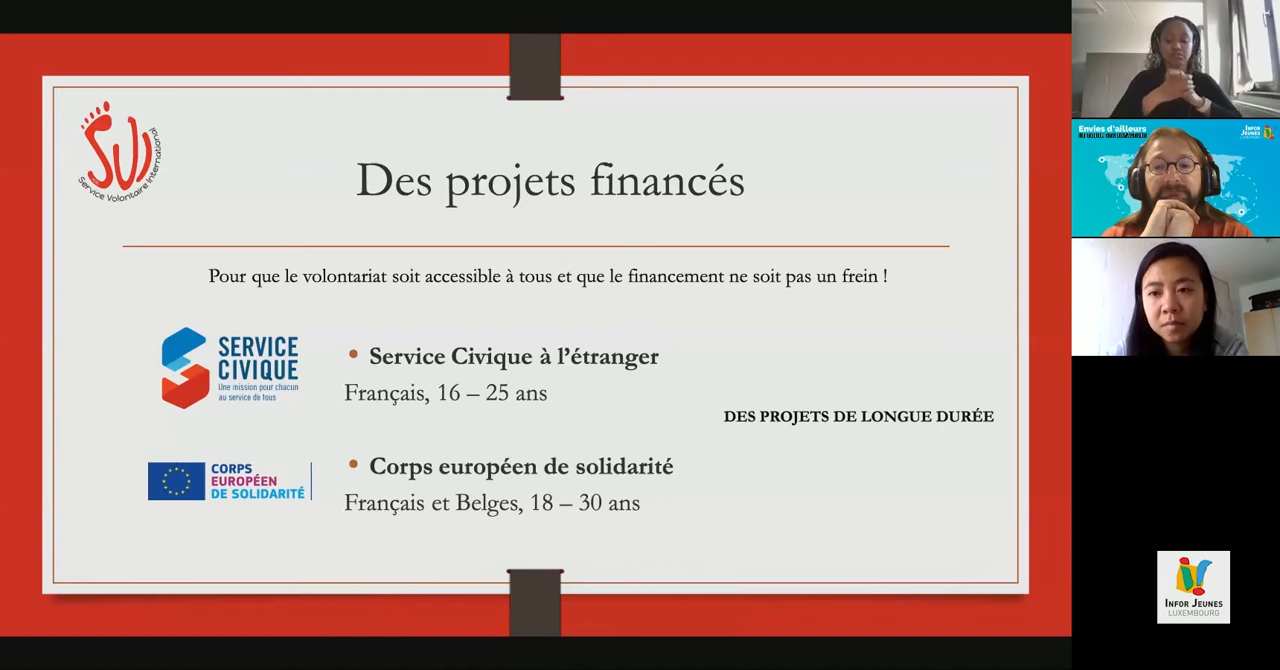 SVI
Service Volontaire International
Des projets financés
Pour que le volontariat soit accessible à tous et que le financement ne soit pas un frein !
SERVICE
CIVIQUE
Une mission pour chacun
au service de tous
• Service Civique à l'étranger
Français, 16 – 25 ans
DES PROJETS DE LONGUE DURÉE
CORPS
EUROPÉEN
DE SOLIDARITÉ
• Corps européen de solidarité
Français et Belges, 18 – 30 ans
Envies d'ailleurs
INFOR
JEUNES
INFOR JEUNES
LUXEMBOURG